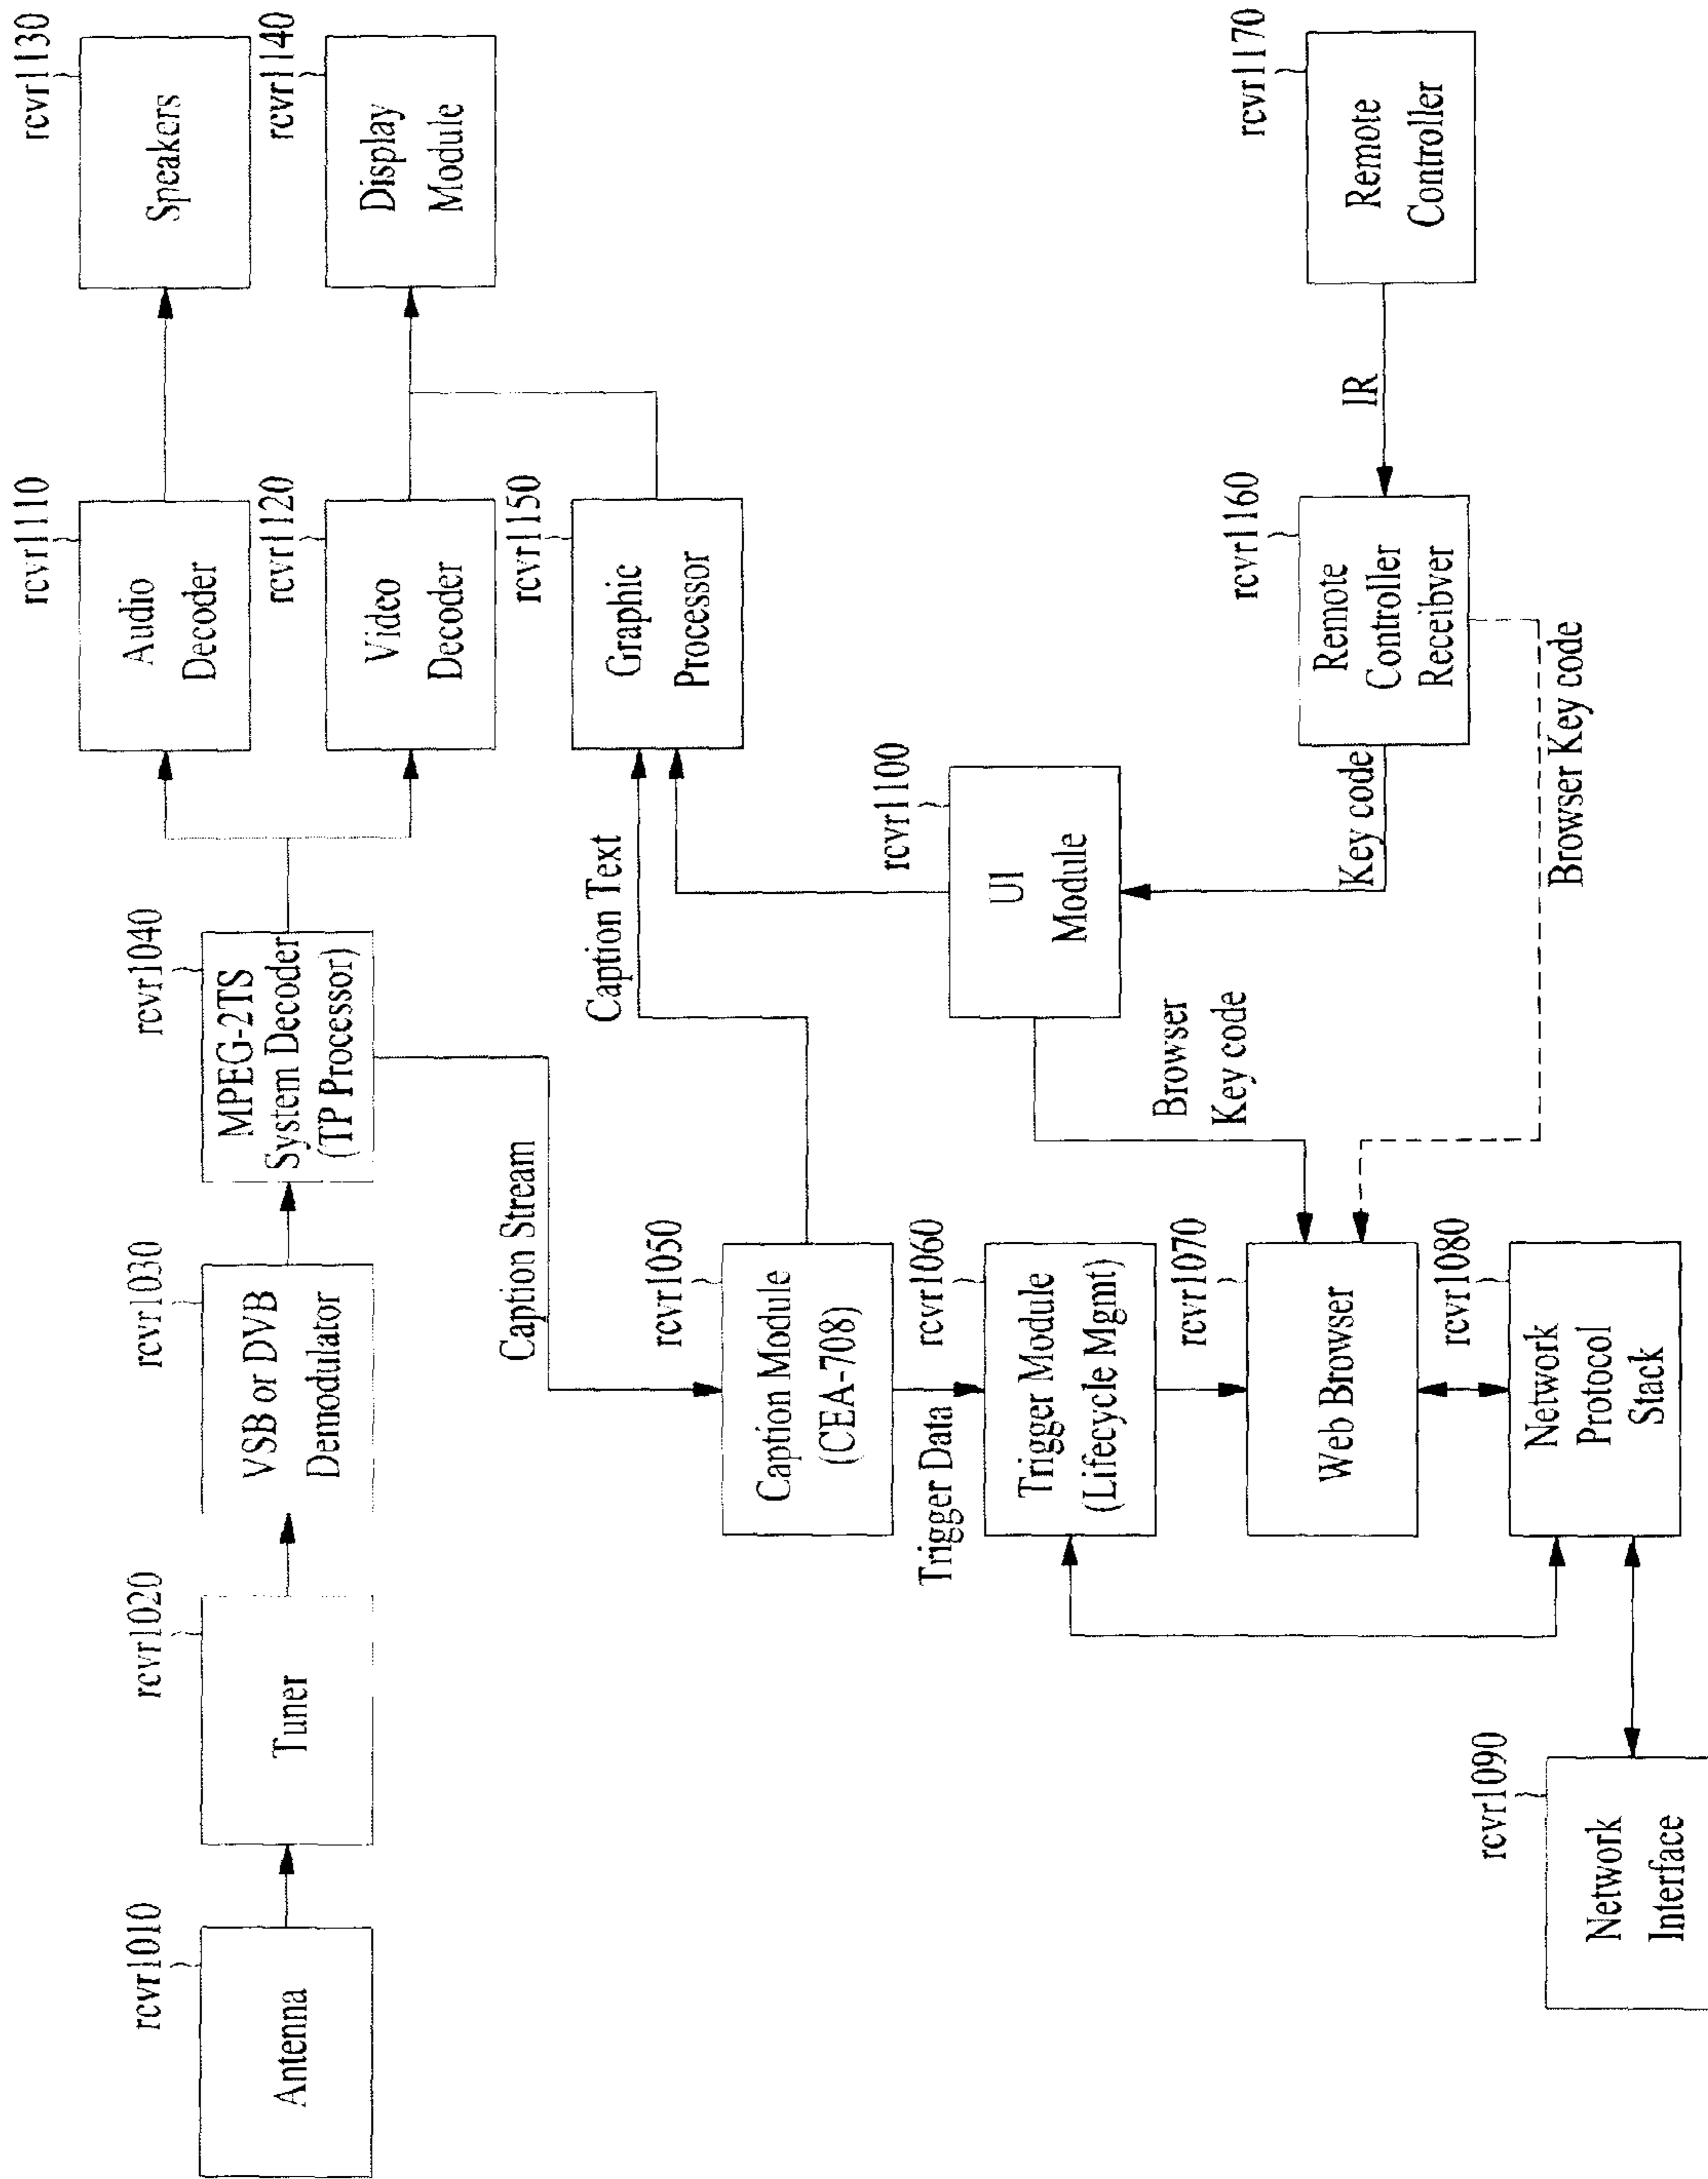 rcvr1010
Antenna
rcvr1020
Tuner
rcvr1030
VSB or DVB
Demodulator
rcvr1040
MPEG-2TS
System Decoder
(TP Processor)
rcvr1110
Audio
Decoder
rcvr1130
Speakers
rcvr1120
Video
Decoder
rcvr1140
Display
Module
rcvr1150
Graphic
Processor
Caption Stream
Caption Text
rcvr1050
Caption Module
(CEA-708)
Trigger Data
rcvr1060
Trigger Module
(Lifecycle Mgmt)
rcvr1100
UI
Module
Browser
Key code
rcvr1070
Web Browser
rcvr1080
Network
Protocol
Stack
rcvr1090
Network
Interface
Key code
Browser Key code
rcvr1160
Remote
Controller
Receibver
IR
rcvr1170
Remote
Controller